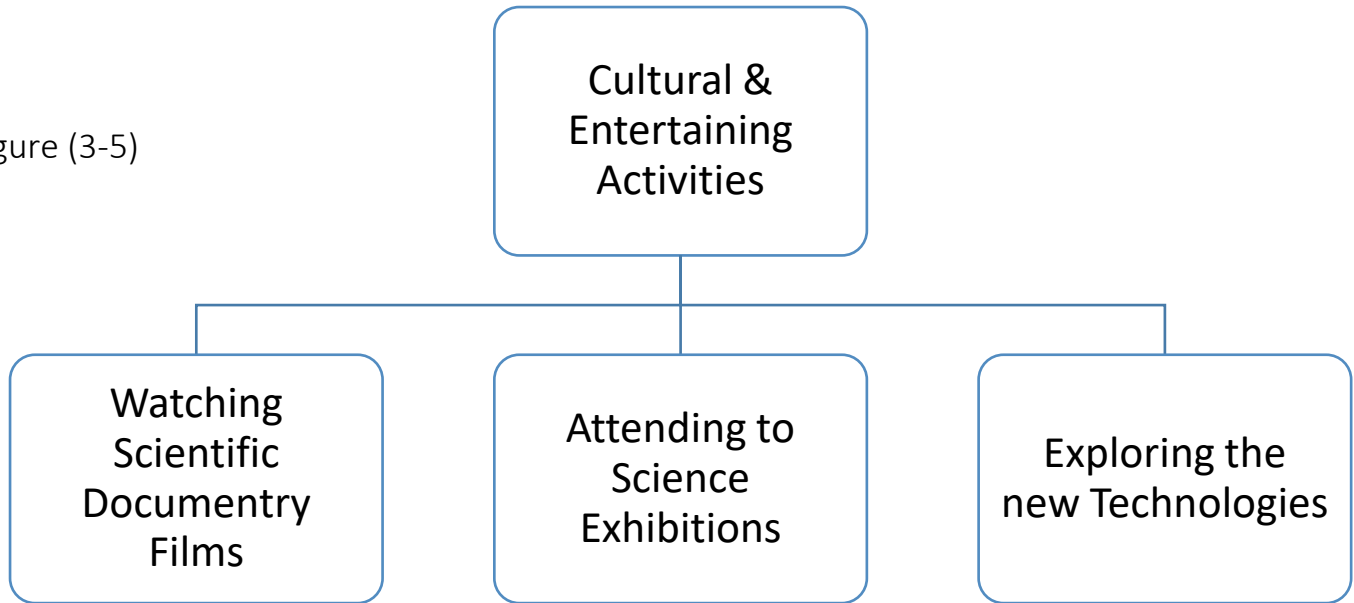 Cultural &
Entertaining
Activities
gure (3-5)
Watching
Scientific
Documentry
Films
Attending to
Science
Exhibitions
Exploring the
new Technologies